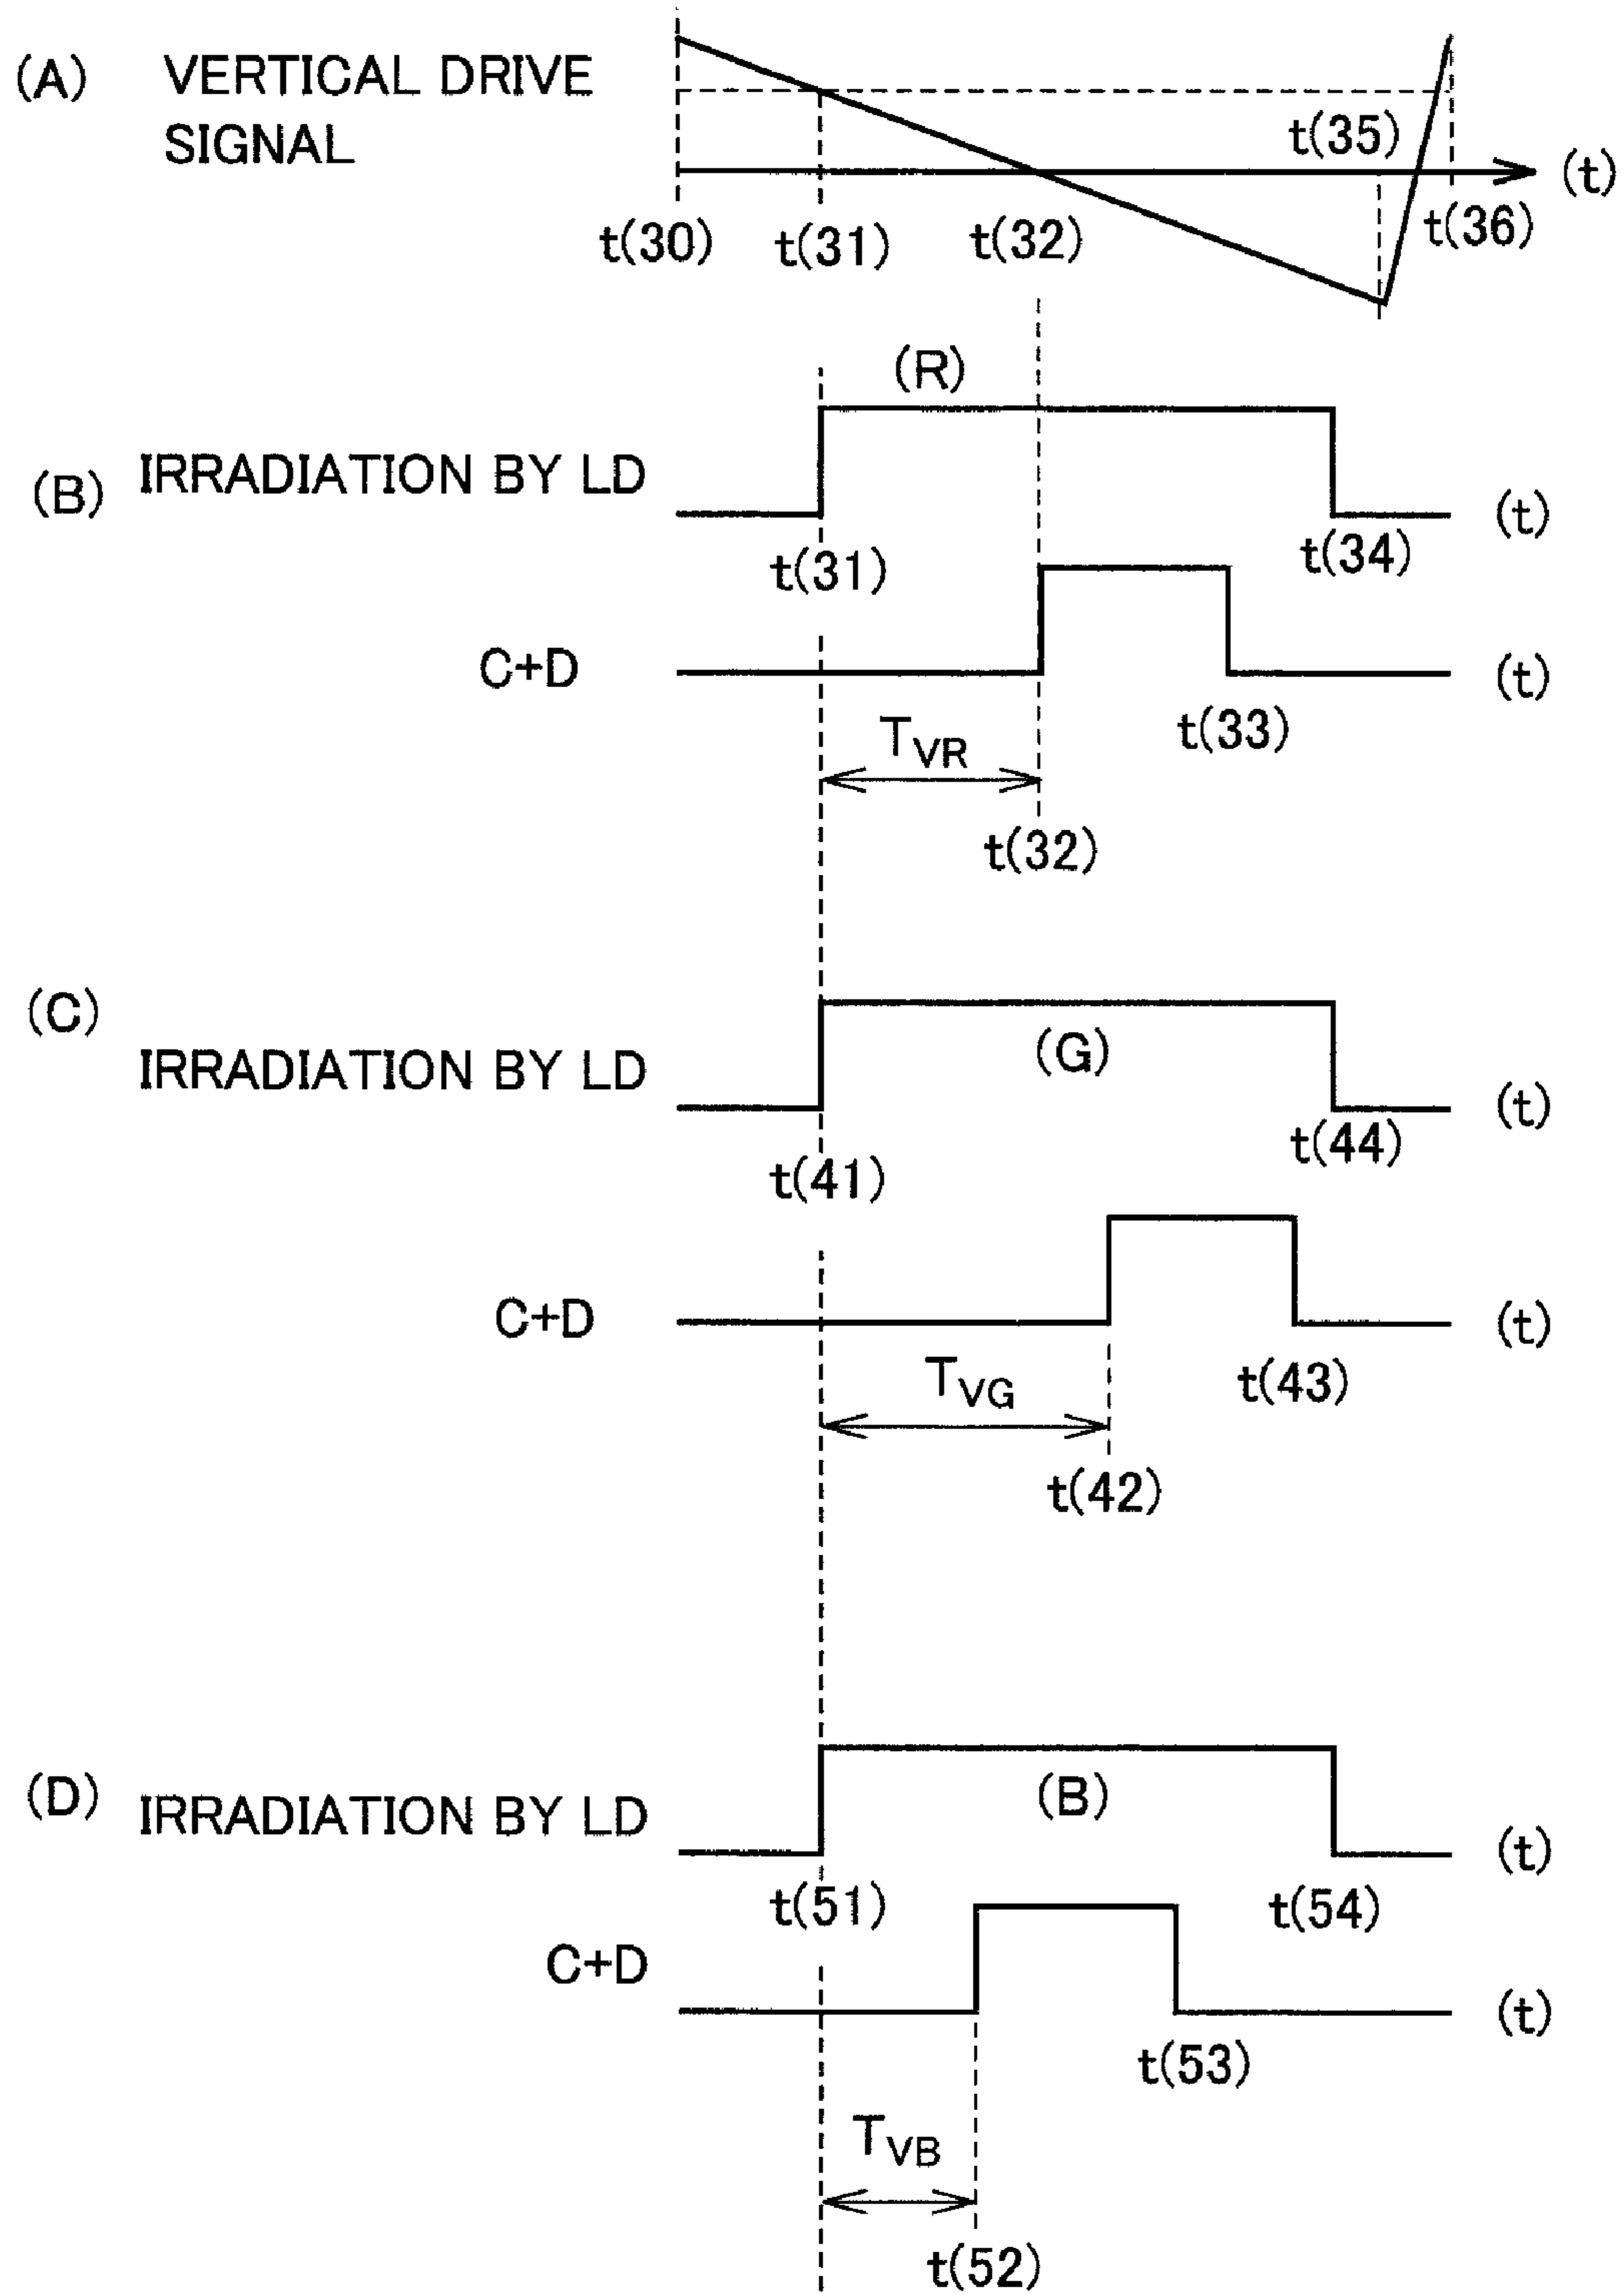 (A) VERTICAL DRIVE
SIGNAL
t(35)
(t)
t(30) t(31) t(32) t(36)
(R)
(B) IRRADIATION BY LD (t)
t(31) t(34)
C+D (t)
TVR t(33)
t(32)
(C)
IRRADIATION BY LD (G) (t)
t(41) t(44)
C+D (t)
TVG t(43)
t(42)
(D) IRRADIATION BY LD (B) (t)
t(51) t(54)
C+D (t)
t(53)
TVB
t(52)